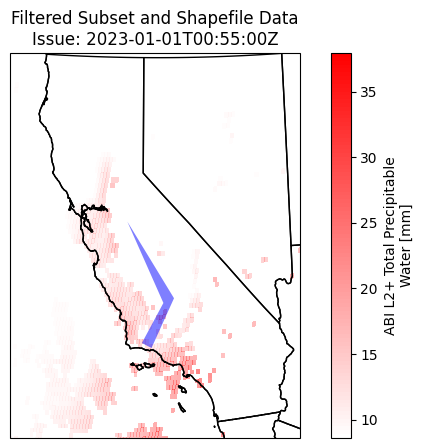 Filtered Subset and Shapefile Data
Issue: 2023-01-01T00:55:00Z
35
30
25
20
15
10
ABI L2+ Total Precipitable
Water [mm]